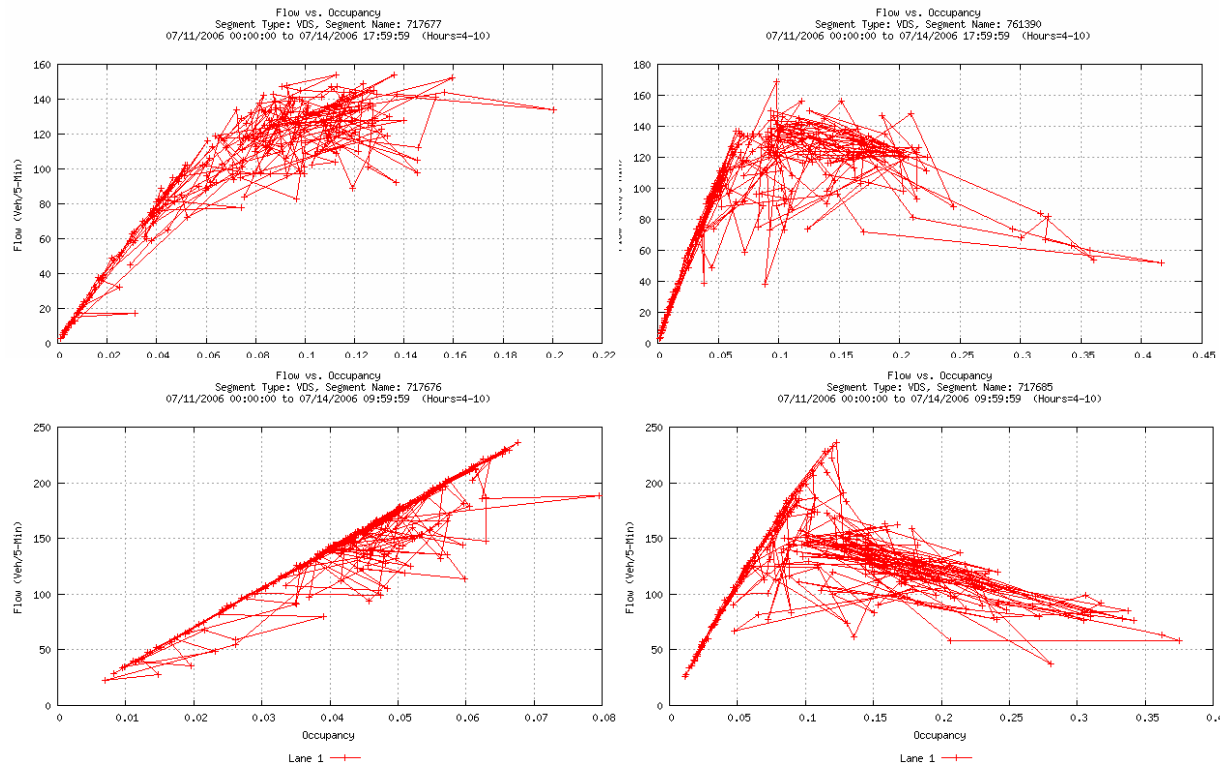 Flow vs. Occupancy
Segment Type: VDS, Segment Name: 717677
07/11/2006 00:00:00 to 07/14/2006 17:59:59 (Hours=4-10)
160
140
120
100
80
60
40
20
0
Flow (Veh/5-Min)
0 0.02 0.04 0.06 0.08 0.1 0.12 0.14 0.16 0.18 0.2 0.22
Flow vs. Occupancy
Segment Type: VDS, Segment Name: 761390
07/11/2006 00:00:00 to 07/14/2006 17:59:59 (Hours=4-10)
180
160
140
120
100
80
60
40
20
0
0 0.05 0.1 0.15 0.2 0.25 0.3 0.35 0.4 0.45
Flow vs. Occupancy
Segment Type: VDS, Segment Name: 717676
07/11/2006 00:00:00 to 07/14/2006 09:59:59 (Hours=4-10)
250
200
150
100
50
0
Flow (Veh/5-Min)
0 0.01 0.02 0.03 0.04 0.05 0.06 0.07 0.08
Occupancy
Lane 1
Flow vs. Occupancy
Segment Type: VDS, Segment Name: 717685
07/11/2006 00:00:00 to 07/14/2006 09:59:59 (Hours=4-10)
250
200
150
100
50
0
Flow (Veh/5-Min)
0 0.05 0.1 0.15 0.2 0.25 0.3 0.35
Occupancy
Lane 1